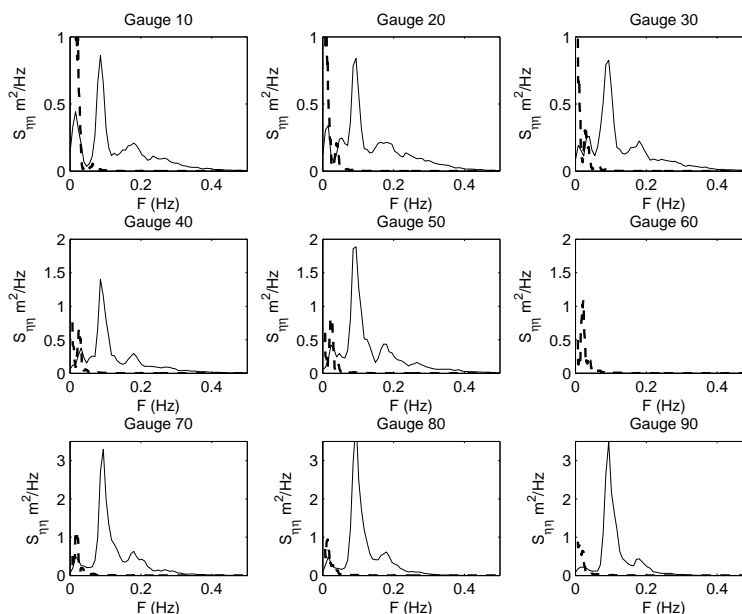 Gauge 10
Gauge 20
Gauge 30
1
0.5
0
S_ηη m²/Hz
0 0.2 0.4
F (Hz)
1
0.5
0
S_ηη m²/Hz
0 0.2 0.4
F (Hz)
1
0.5
0
S_ηη m²/Hz
0 0.2 0.4
F (Hz)
Gauge 40
Gauge 50
Gauge 60
2
1.5
1
0.5
0
S_ηη m²/Hz
0 0.2 0.4
F (Hz)
2
1.5
1
0.5
0
S_ηη m²/Hz
0 0.2 0.4
F (Hz)
2
1.5
1
0.5
0
S_ηη m²/Hz
0 0.2 0.4
F (Hz)
Gauge 70
Gauge 80
Gauge 90
3
2
1
0
S_ηη m²/Hz
0 0.2 0.4
F (Hz)
3
2
1
0
S_ηη m²/Hz
0 0.2 0.4
F (Hz)
3
2
1
0
S_ηη m²/Hz
0 0.2 0.4
F (Hz)